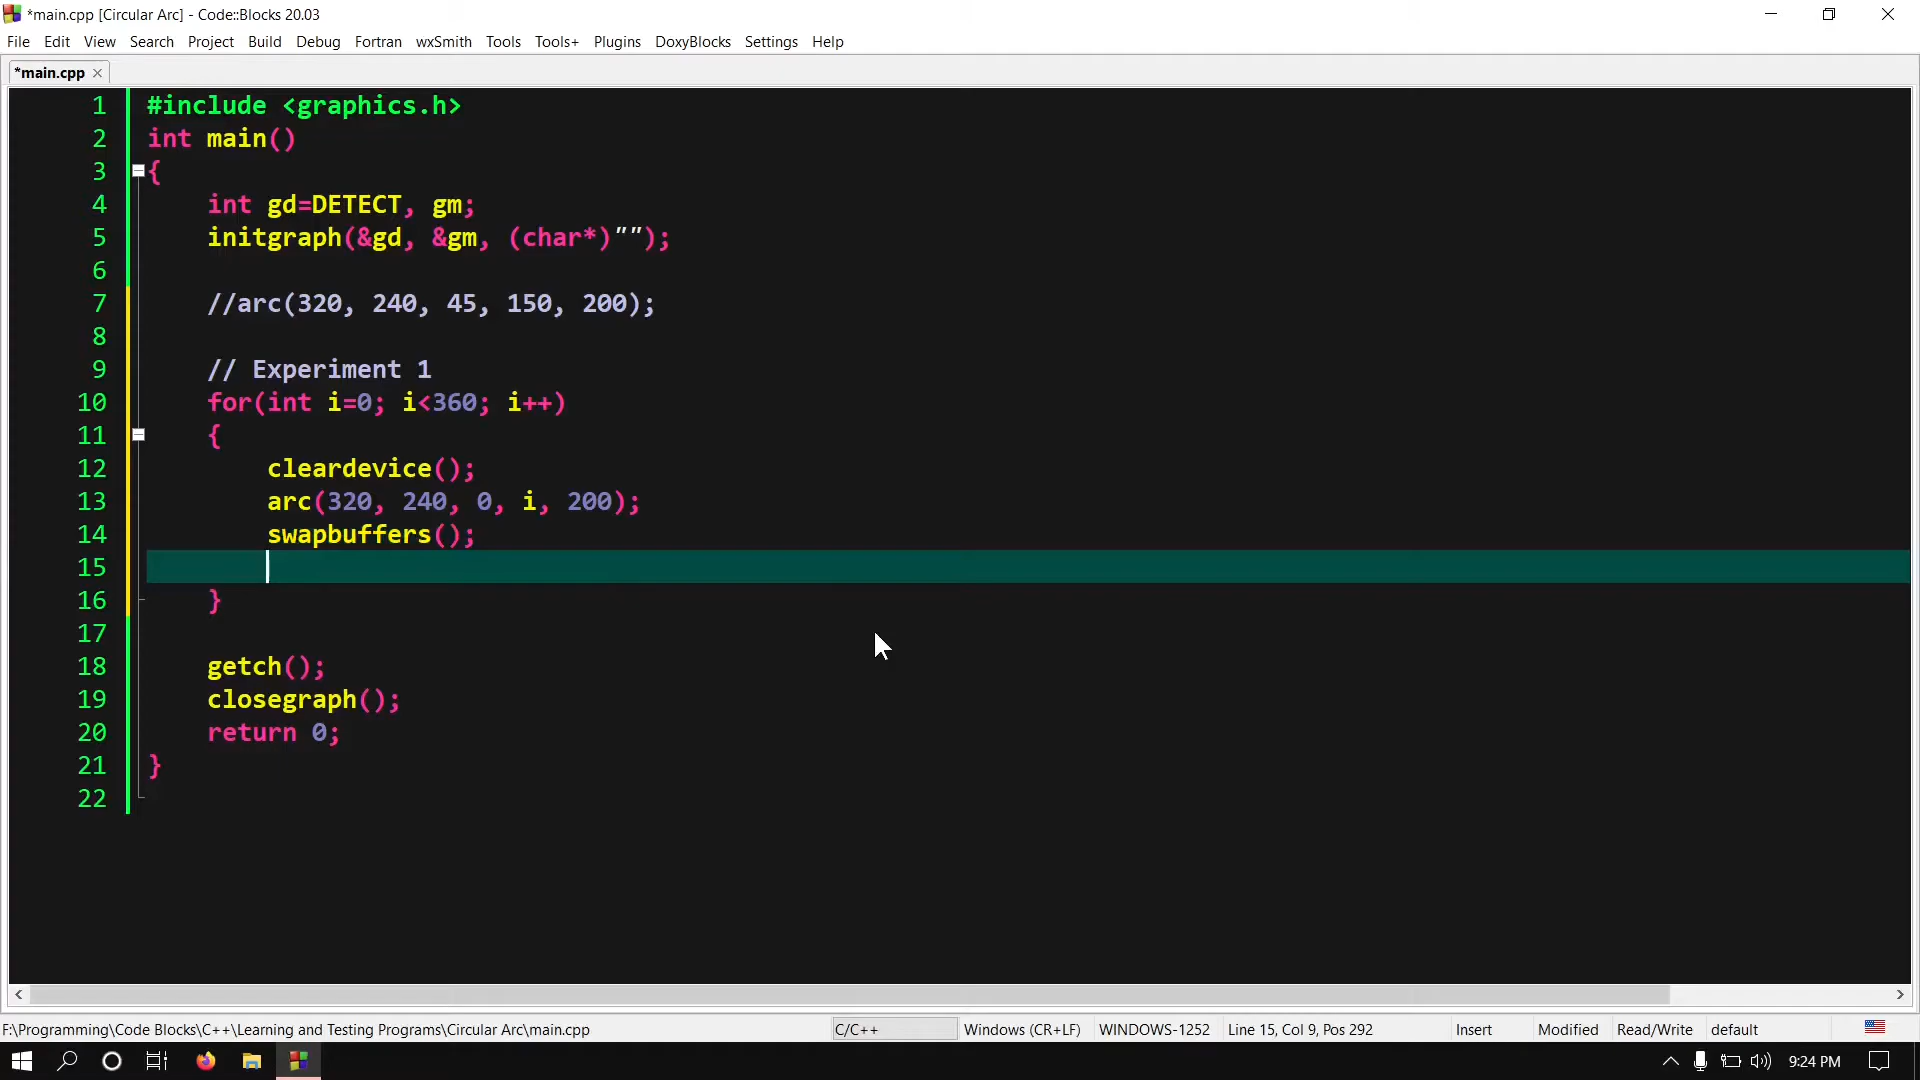 *main.cpp [Circular Arc] - Code::Blocks 20.03
File Edit View Search Project Build Debug Fortran wxSmith Tools Tools+ Plugins DoxyBlocks Settings Help
*main.cpp
1 #include <graphics.h>
2 int main()
3 {
4 int gd=DETECT, gm;
5 initgraph(&gd, &gm, (char*)"");
6
7 //arc(320, 240, 45, 150, 200);
8
9 // Experiment 1
10 for(int i=0; i<360; i++)
11 {
12 cleardevice();
13 arc(320, 240, 0, i, 200);
14 swapbuffers();
15
16 }
17
18 getch();
19 closegraph();
20 return 0;
21 }
22
F:\Programming\Code Blocks\C++\Learning and Testing Programs\Circular Arc\main.cpp C/C++ Windows (CR+LF) WINDOWS-1252 Line 15, Col 9, Pos 292 Insert Modified Read/Write default
9:24 PM